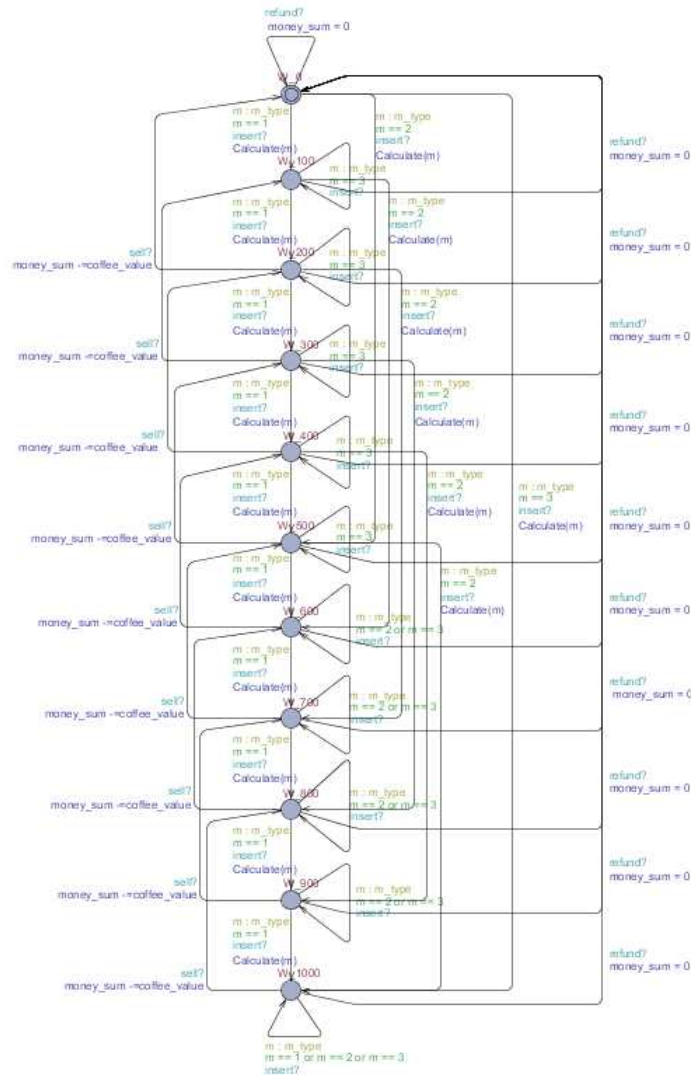 refund?
money_sum = 0
W_0
m : m_type
m == 1
insert?
Calculate(m)
m : m_type
m == 2
insert?
Calculate(m)
refund?
money_sum = 0
W_100
m : m_type
m == 3
insert?
m : m_type
m == 1
insert?
Calculate(m)
m : m_type
m == 2
insert?
Calculate(m)
refund?
money_sum = 0
sell?
money_sum -=coffee_value
W_200
m : m_type
m == 3
insert?
m : m_type
m == 1
insert?
Calculate(m)
m : m_type
m == 2
insert?
Calculate(m)
refund?
money_sum = 0
sell?
money_sum -=coffee_value
W_300
m : m_type
m == 3
insert?
m : m_type
m == 1
insert?
Calculate(m)
m : m_type
m == 2
insert?
Calculate(m)
refund?
money_sum = 0
sell?
money_sum -=coffee_value
W_400
m : m_type
m == 3
insert?
m : m_type
m == 1
insert?
Calculate(m)
m : m_type
m == 2
insert?
Calculate(m)
m : m_type
m == 3
insert?
Calculate(m)
refund?
money_sum = 0
sell?
money_sum -=coffee_value
W_500
m : m_type
m == 3
insert?
m : m_type
m == 1
insert?
Calculate(m)
m : m_type
m == 2
insert?
Calculate(m)
refund?
money_sum = 0
sell?
money_sum -=coffee_value
W_600
m : m_type
m == 2 or m == 3
insert?
m : m_type
m == 1
insert?
Calculate(m)
refund?
money_sum = 0
sell?
money_sum -=coffee_value
W_700
m : m_type
m == 2 or m == 3
insert?
m : m_type
m == 1
insert?
Calculate(m)
refund?
money_sum = 0
sell?
money_sum -=coffee_value
W_800
m : m_type
m == 2 or m == 3
insert?
m : m_type
m == 1
insert?
Calculate(m)
refund?
money_sum = 0
sell?
money_sum -=coffee_value
W_900
m : m_type
m == 2 or m == 3
insert?
m : m_type
m == 1
insert?
Calculate(m)
refund?
money_sum = 0
sell?
money_sum -=coffee_value
W_1000
m : m_type
m == 1 or m == 2 or m == 3
insert?